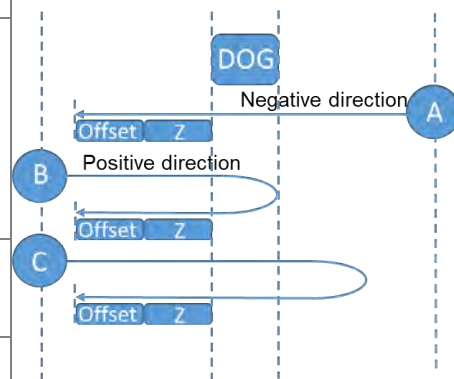 DOG
Negative direction
A
Offset Z
B
Positive direction
Offset Z
C
Offset Z